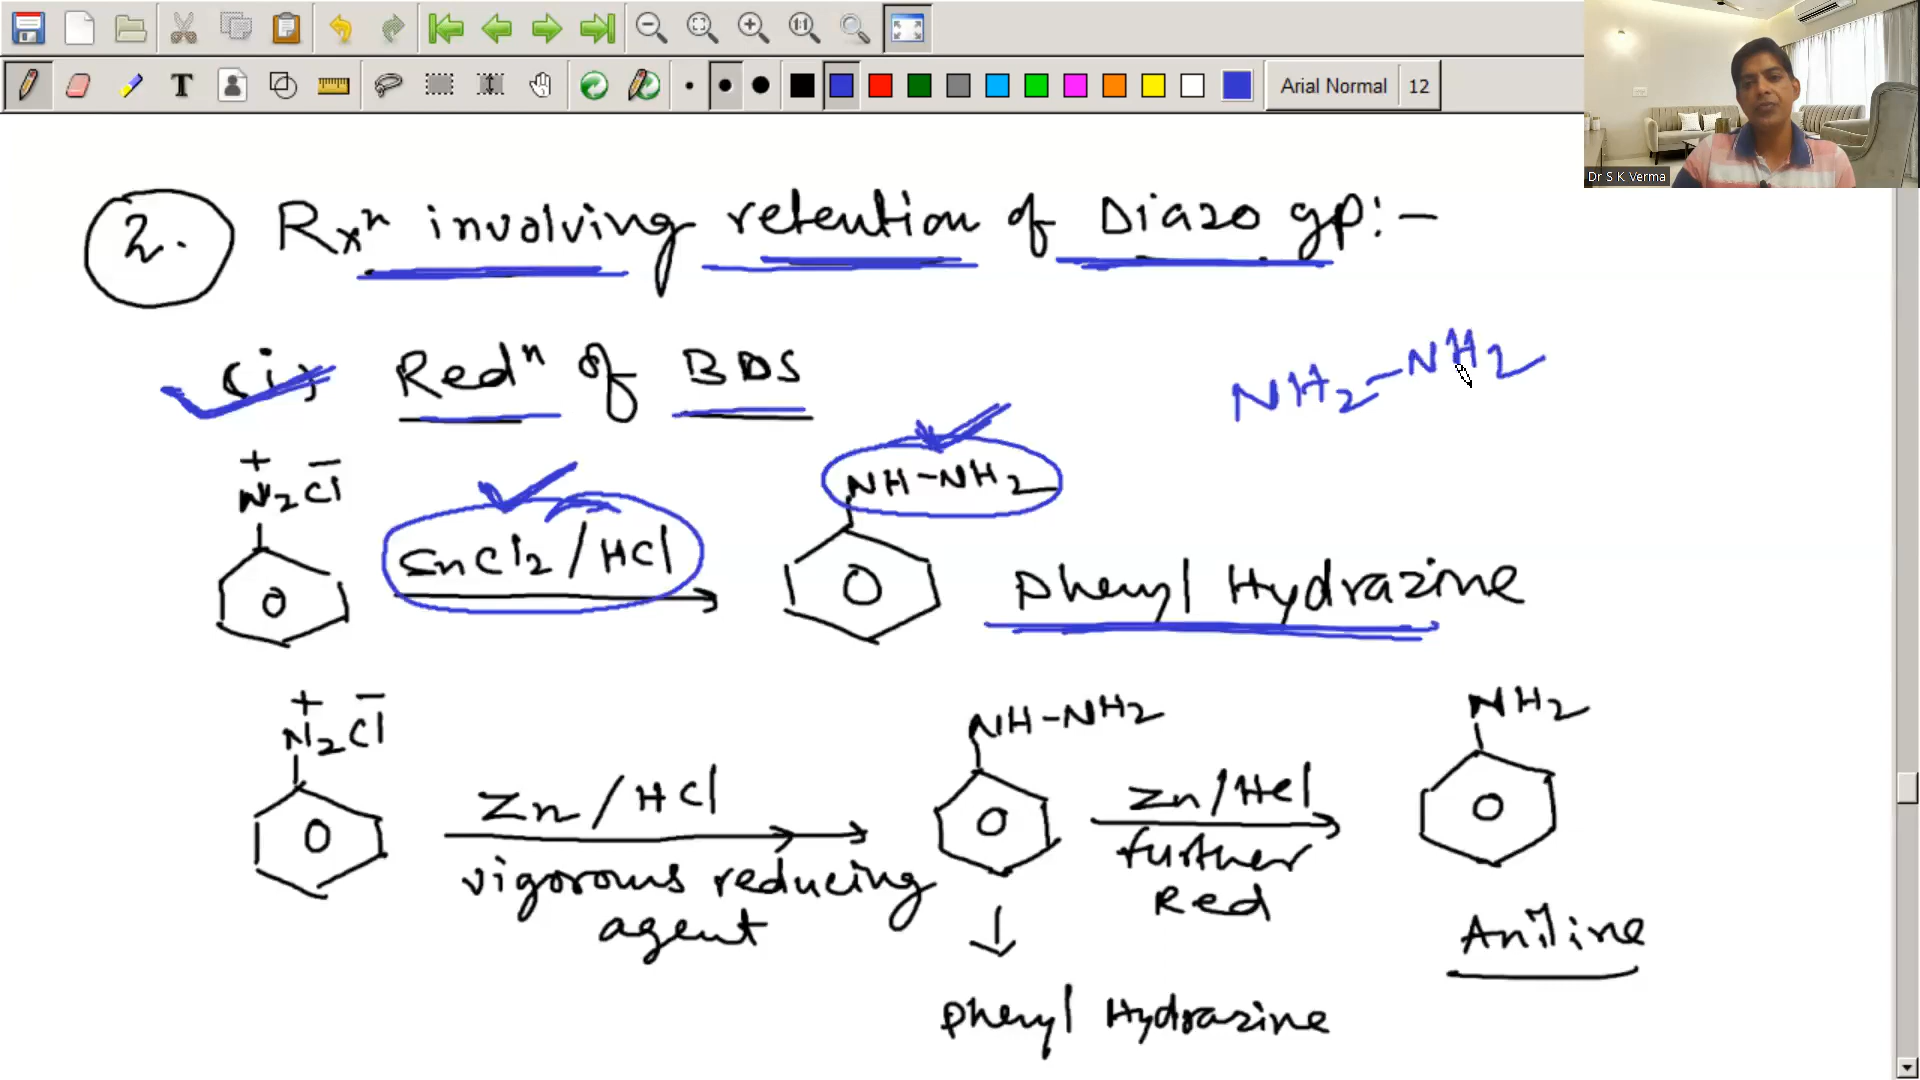 T
1:1
Arial Normal 12
Dr S K Verma
2. Rxn involving retention of Diazo gp:-
(i) Redn of BDS
NH2-NH2
+ -
N2Cl
SnCl2/HCl
NH-NH2
Phenyl Hydrazine
+ -
N2Cl
Zn/HCl
vigorous reducing
agent
NH-NH2
Zn/HCl
further
Red
NH2
Aniline
↓
Phenyl Hydrazine